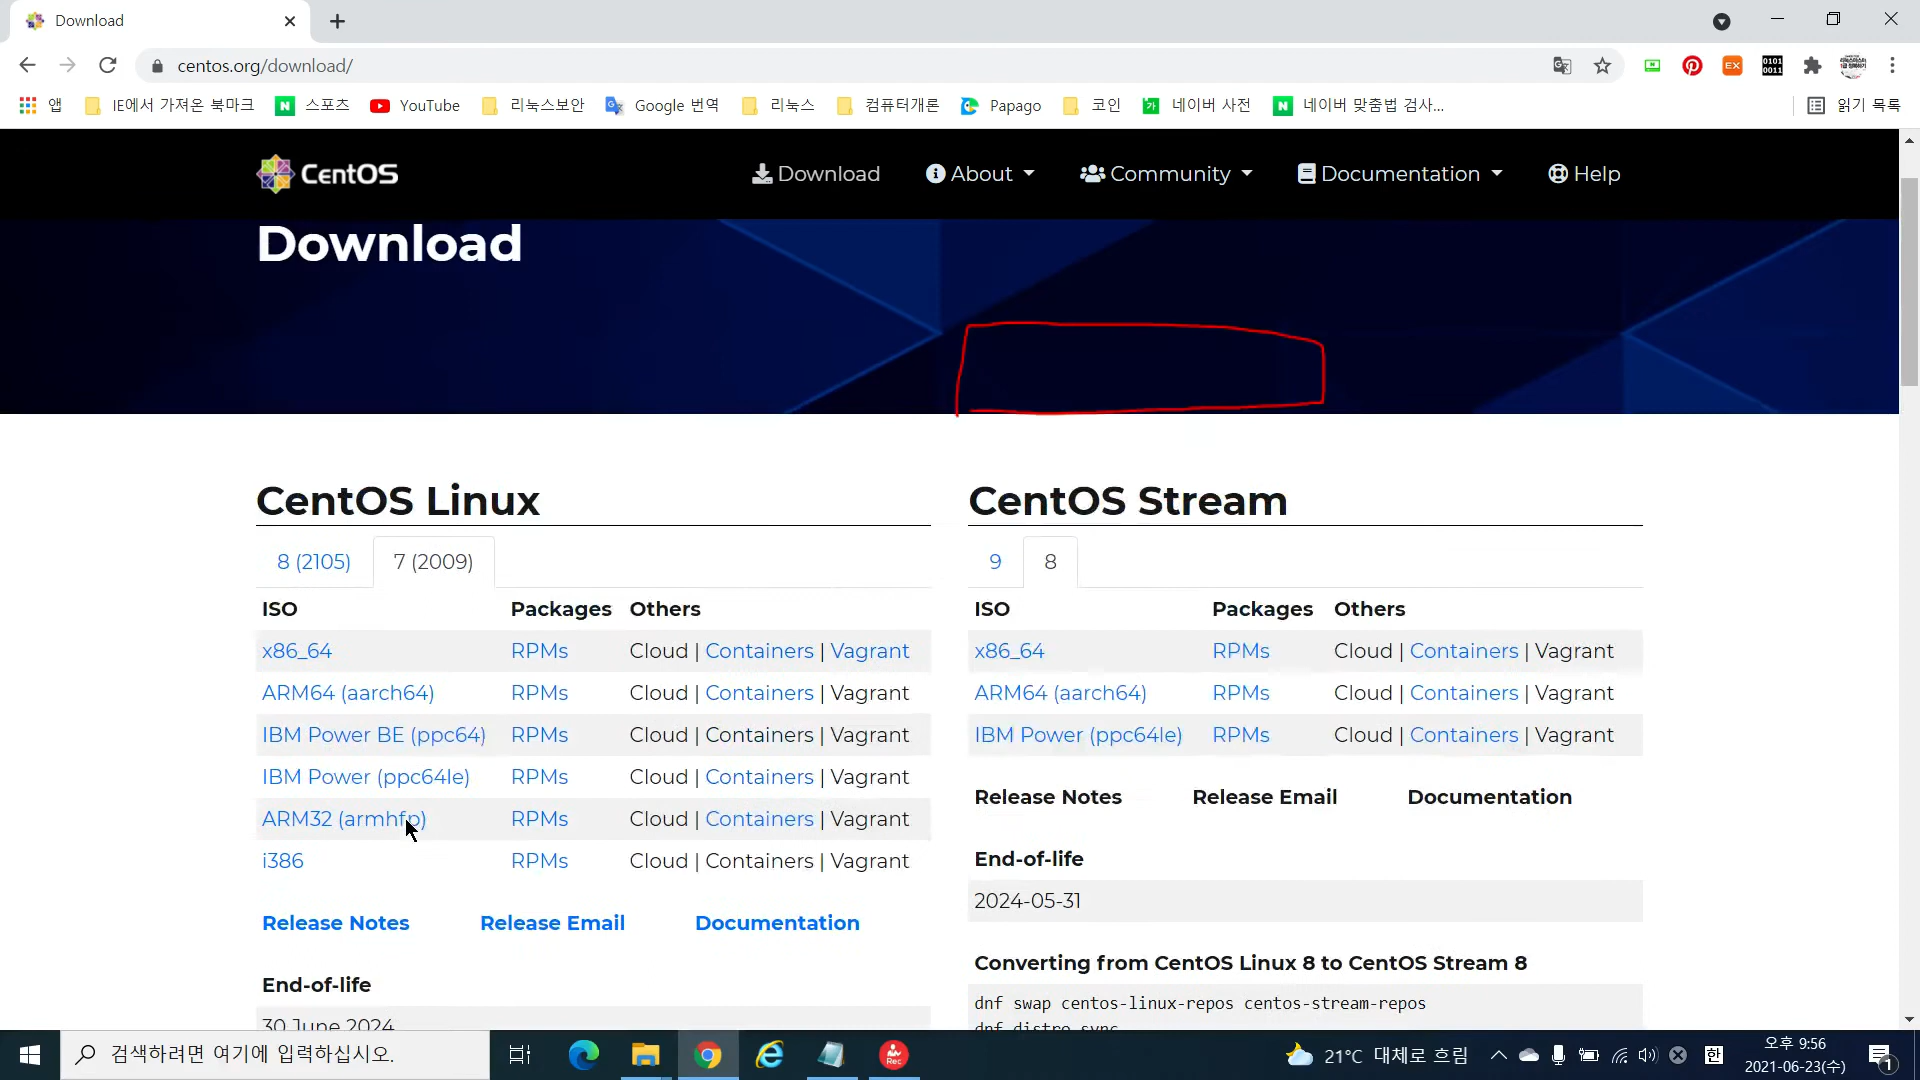 Download
centos.org/download/
앱
IE에서 가져온 북마크
스포츠
YouTube
리눅스보안
Google 번역
리눅스
컴퓨터개론
Papago
코인
네이버 사전
네이버 맞춤법 검사...
읽기 목록
CentOS
Download
About
Community
Documentation
Help
Download
CentOS Linux
8 (2105)
7 (2009)
ISO Packages Others
x86_64 RPMs Cloud | Containers | Vagrant
ARM64 (aarch64) RPMs Cloud | Containers | Vagrant
IBM Power BE (ppc64) RPMs Cloud | Containers | Vagrant
IBM Power (ppc64le) RPMs Cloud | Containers | Vagrant
ARM32 (armhfp) RPMs Cloud | Containers | Vagrant
i386 RPMs Cloud | Containers | Vagrant
Release Notes Release Email Documentation
End-of-life
30 June 2024
CentOS Stream
9
8
ISO Packages Others
x86_64 RPMs Cloud | Containers | Vagrant
ARM64 (aarch64) RPMs Cloud | Containers | Vagrant
IBM Power (ppc64le) RPMs Cloud | Containers | Vagrant
Release Notes Release Email Documentation
End-of-life
2024-05-31
Converting from CentOS Linux 8 to CentOS Stream 8
dnf swap centos-linux-repos centos-stream-repos
dnf distro-sync
검색하려면 여기에 입력하십시오.
Rec
21°C 대체로 흐림
한
오후 9:56
2021-06-23(수)
1